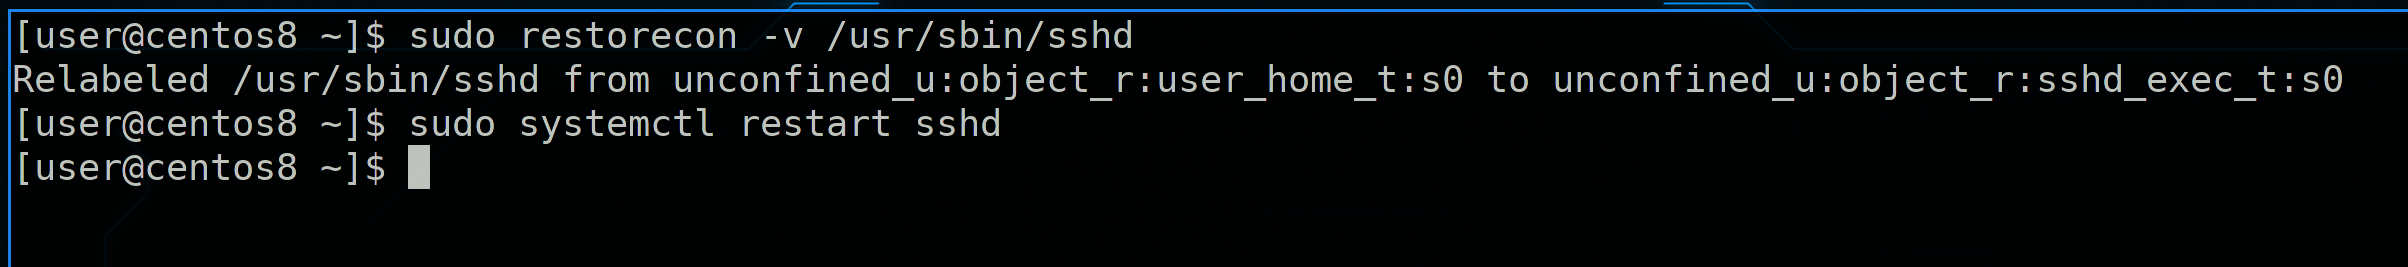 [user@centos8 ~]$ sudo restorecon -v /usr/sbin/sshd
Relabeled /usr/sbin/sshd from unconfined_u:object_r:user_home_t:s0 to unconfined_u:object_r:sshd_exec_t:s0
[user@centos8 ~]$ sudo systemctl restart sshd
[user@centos8 ~]$